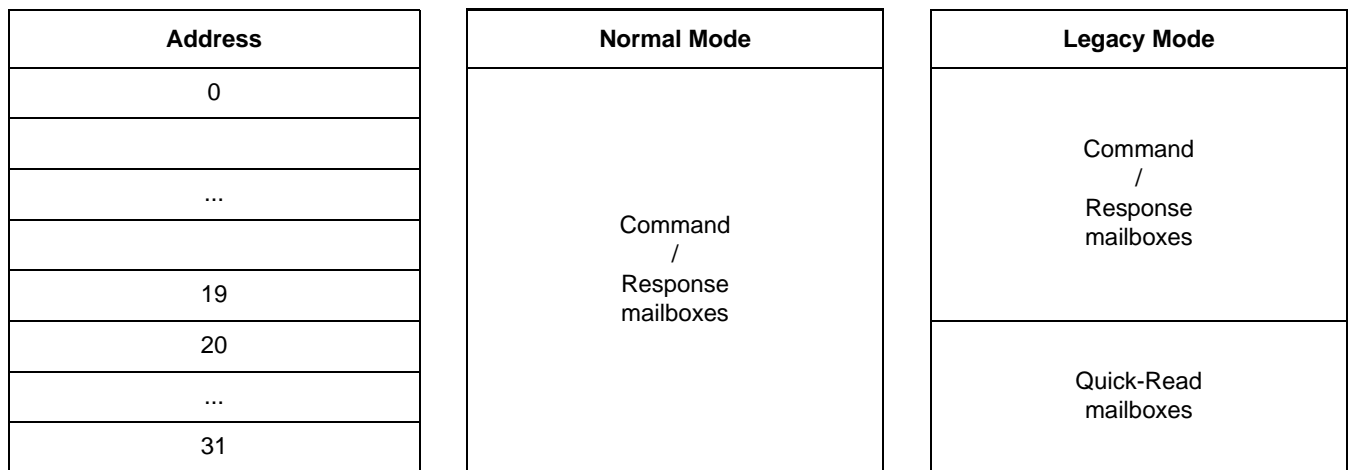 Address
0
...
19
20
...
31
Normal Mode
Command
/
Response
mailboxes
Legacy Mode
Command
/
Response
mailboxes
Quick-Read
mailboxes